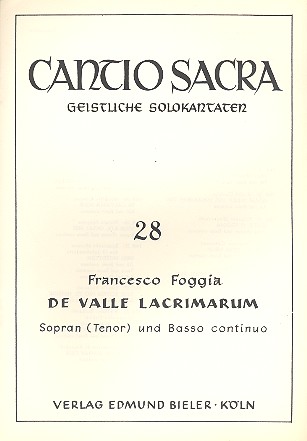 CANTIO SACRA
GEISTLICHE SOLOKANTATEN
28
Francesco Foggia
DE VALLE LACRIMARUM
Sopran (Tenor) und Basso continuo
VERLAG EDMUND BIELER · KÖLN